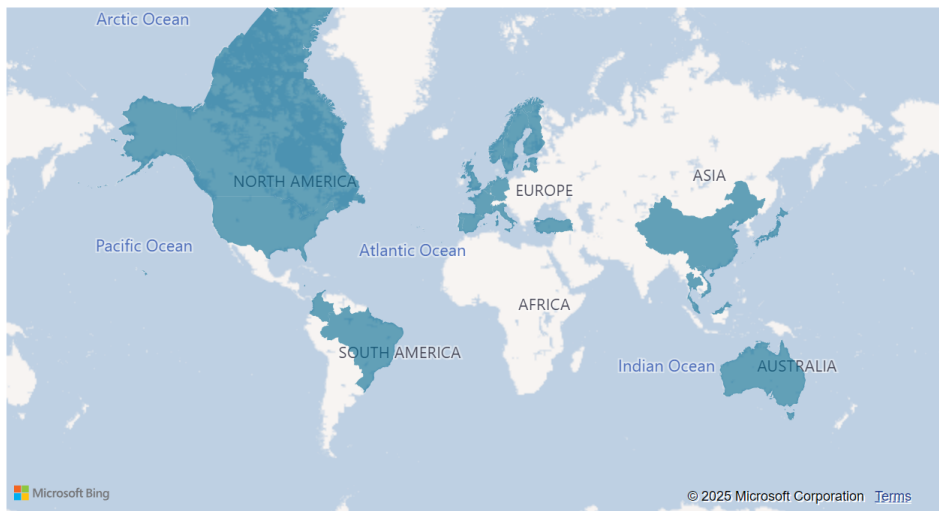 Arctic Ocean
NORTH AMERICA
ASIA
EUROPE
Pacific Ocean
Atlantic Ocean
AFRICA
SOUTH AMERICA
Indian Ocean
AUSTRALIA
Microsoft Bing
© 2025 Microsoft Corporation Terms